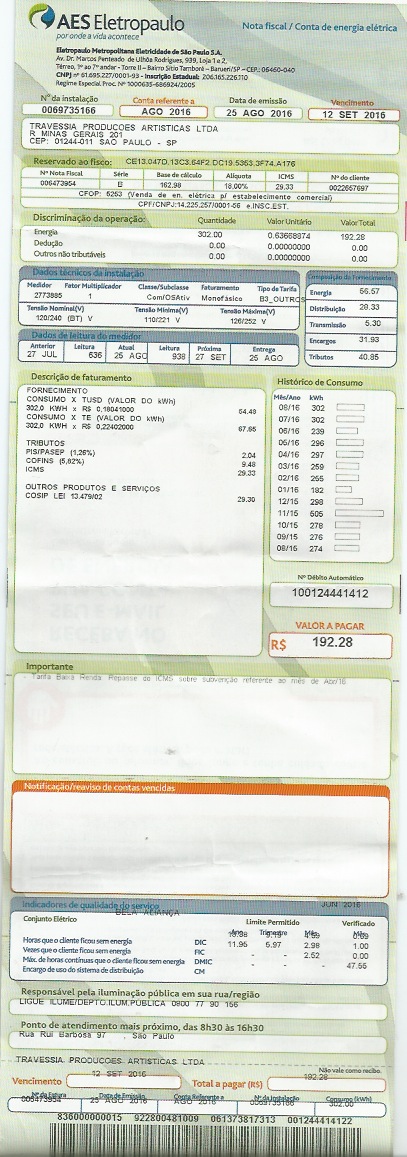 AES Eletropaulo
por onde a vida acontece
Nota fiscal / Conta de energia elétrica
Eletropaulo Metropolitana Eletricidade de São Paulo S.A.
Av. Dr. Marcos Penteado de Ulhôa Rodrigues, 939, Loja 1 e 2,
Térreo, 1º ao 7º andar - Torre II – Bairro Sítio Tamboré – Barueri/SP – CEP.: 06460-040
CNPJ nº 61.695.227/0001-93 - Inscrição Estadual: 206.165.226.110
Regime Especial: Proc. Nº 1000635-6869242/2005
Nº da instalação Conta referente a Data de emissão Vencimento
0069735166 AGO 2016 25 AGO 2016 12 SET 2016
TRAVESSIA PRODUCOES ARTISTICAS LTDA
R MINAS GERAIS 201
CEP: 01244-011 SAO PAULO - SP
Reservado ao fisco: CE13.047D.13C3.64F2.DC19.5363.3F74.A176
Nº Nota Fiscal Série Base de cálculo Alíquota ICMS Nº do cliente
006473954 B 162.98 18,00% 29.33 0022667697
CFOP: 5253 (Venda de en. elétrica p/ estabelecimento comercial)
CPF/CNPJ:14.225.257/0001-56 e.INSC.EST.
Discriminação da operação: Quantidade Valor Unitário Valor Total
Energia 302.00 0.63668874 192.28
Dedução 0.00 0.00000000 0.00
Outros não tributáveis 0.00 0.00000000 0.00
Dados técnicos da instalação
Medidor Fator Multiplicador Classe/Subclasse Faturamento Tipo de Tarifa
2773885 1 Com/OSAtiv Monofásico B3_OUTROS
Tensão Nominal(V) Tensão Mínima(V) Tensão Máxima(V)
120/240 (BT) V 110/221 V 126/252 V
Composição do Fornecimento
Energia 56.57
Distribuição 28.33
Transmissão 5.30
Encargos 31.93
Tributos 40.85
Dados de leitura do medidor
Anterior Leitura Atual Leitura Próxima Entrega
27 JUL 636 25 AGO 938 27 SET 25 AGO
Descrição de faturamento
FORNECIMENTO
CONSUMO X TUSD (VALOR DO kWh)
302,0 KWH x R$ 0,18041000 54.49
CONSUMO X TE (VALOR DO kWh)
302,0 KWH x R$ 0,22402000 67.65
TRIBUTOS
PIS/PASEP (1,26%) 2.04
COFINS (5,82%) 9.48
ICMS 29.33
OUTROS PRODUTOS E SERVIÇOS
COSIP LEI 13.479/02 29.30
Histórico de Consumo
Mês/Ano kWh
08/16 302
07/16 302
06/16 239
05/16 296
04/16 297
03/16 259
02/16 255
01/16 182
12/15 298
11/15 505
10/15 278
09/15 276
08/15 274
Nº Débito Automático
100124441412
VALOR A PAGAR
R$ 192.28
Importante
- Tarifa Baixa Renda: Repasse do ICMS sobre subvenção referente ao mês de Abr/16.
Notificação/reaviso de contas vencidas
Indicadores de qualidade do serviço JUN 2016
Conjunto Elétrico BELA ALIANÇA Limite Permitido Verificado
Trimestre
Horas que o cliente ficou sem energia DIC
Vezes que o cliente ficou sem energia FIC 11.95 5.97 2.98 1.00
Máx. de horas contínuas que o cliente ficou sem energia DMIC - - 2.52 0.00
Encargo de uso do sistema de distribuição CM - - - 47.55
Responsável pela iluminação pública em sua rua/região
LIGUE ILUME/DEPTO.ILUM.PUBLICA 0800 77 90 156
Ponto de atendimento mais próximo, das 8h30 às 16h30
Rua Rui Barbosa 97 , São Paulo
TRAVESSIA PRODUCOES ARTISTICAS LTDA
Não vale como recibo.
Vencimento 12 SET 2016 Total a pagar (R$) 192.28
Nº da Fatura Data de Emissão Conta Referente a Nº da Instalação Consumo (kWh)
006473954 25 AGO 2016 AGO 2016 0069735166 302.00
836000000015 922800481009 061373817313 001244414122